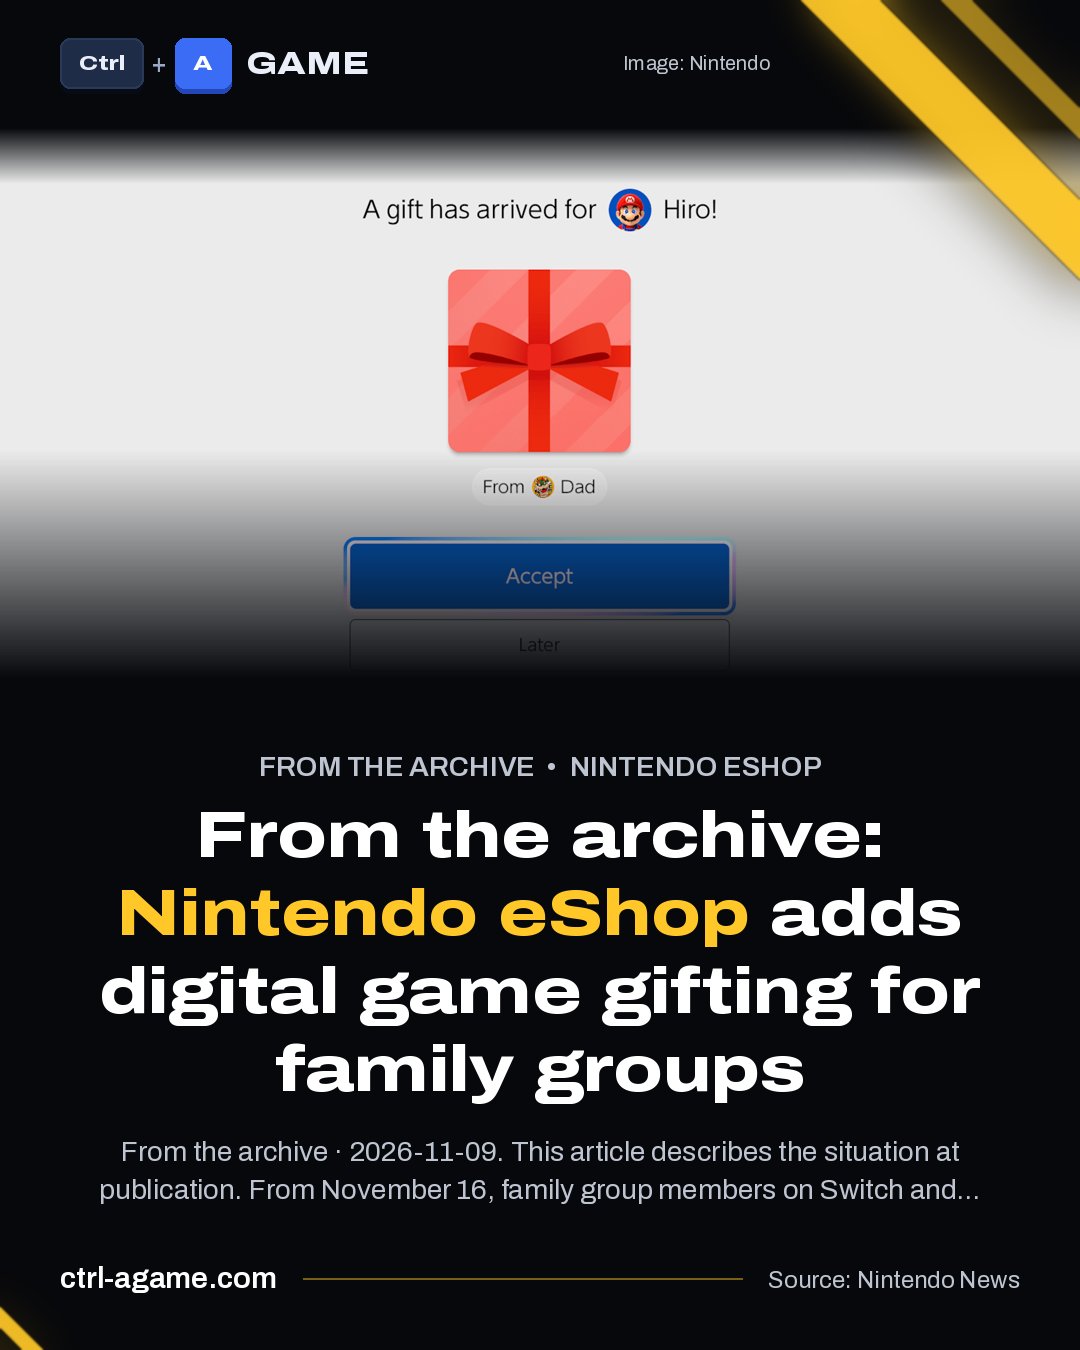 Ctrl + A GAME
Image: Nintendo
A gift has arrived for Hiro!
From Dad
Accept
Later
FROM THE ARCHIVE • NINTENDO ESHOP
From the archive:
Nintendo eShop adds
digital game gifting for
family groups
From the archive · 2026-11-09. This article describes the situation at
publication. From November 16, family group members on Switch and...
ctrl-agame.com
Source: Nintendo News